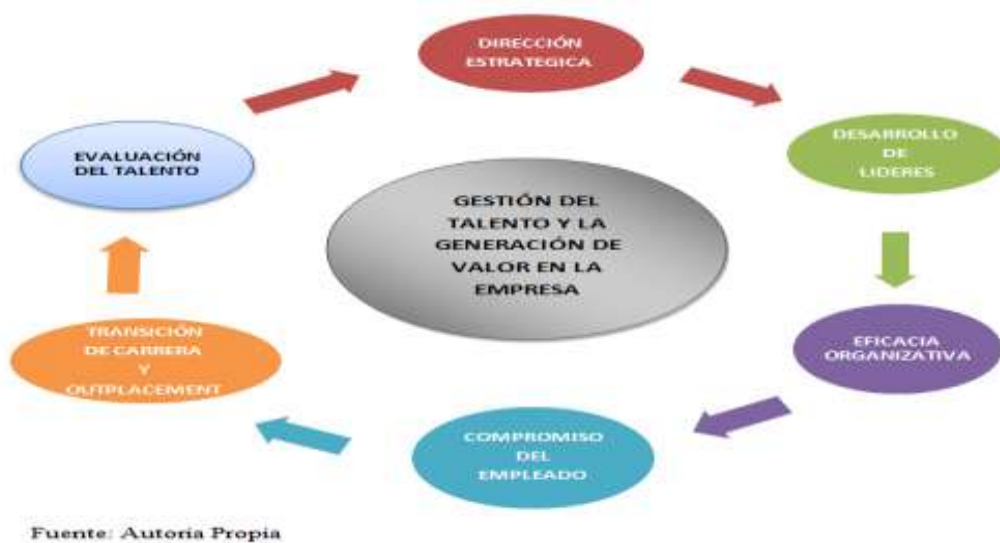 DIRECCIÓN
ESTRATEGICA
DESARROLLO
DE
LIDERES
EFICACIA
ORGANIZATIVA
COMPROMISO
DEL
EMPLEADO
TRANSICIÓN
DE CARRERA
Y
OUTPLACEMENT
EVALUACIÓN
DEL TALENTO
GESTIÓN DEL
TALENTO Y LA
GENERACIÓN DE
VALOR EN LA
EMPRESA
Fuente: Autoría Propia